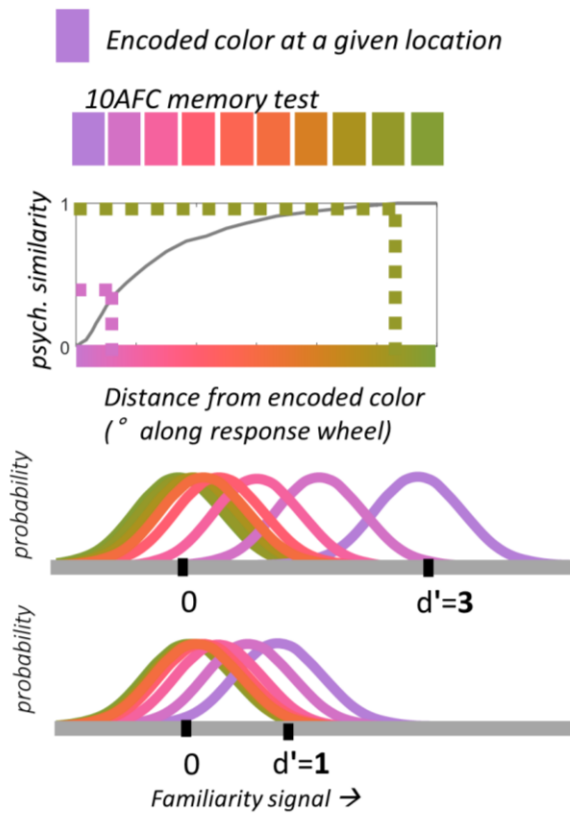 Encoded color at a given location
10AFC memory test
psych. similarity
1
0
Distance from encoded color
(° along response wheel)
probability
0
d'=3
probability
0
d'=1
Familiarity signal →